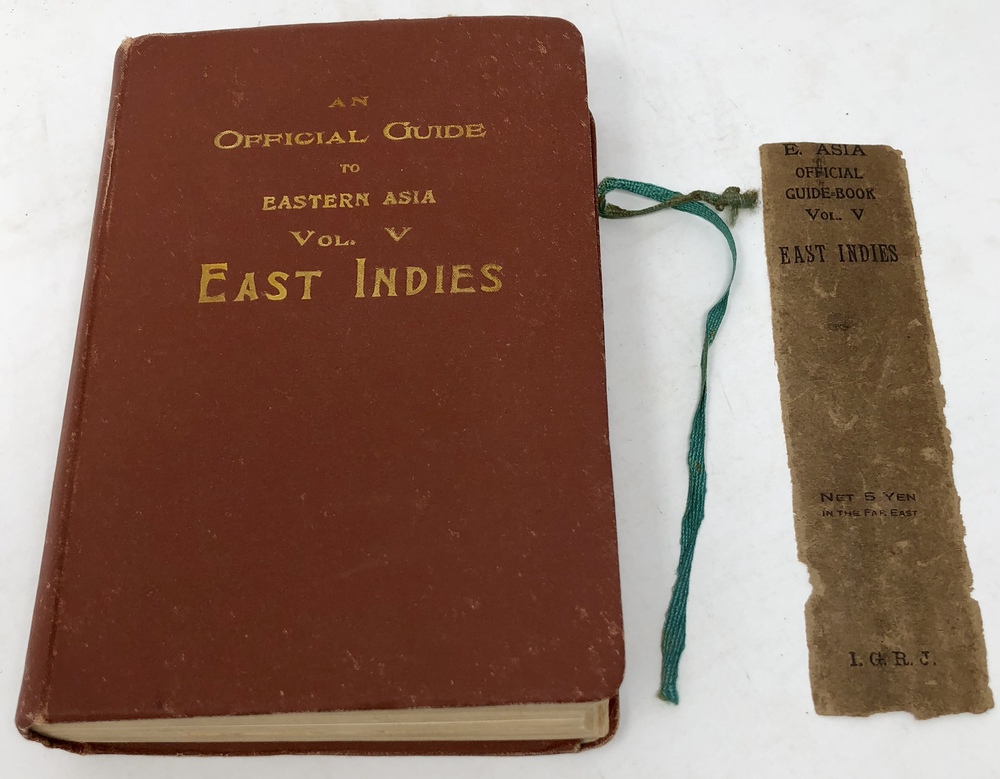 AN
OFFICIAL GUIDE
TO
EASTERN ASIA
VOL. V
EAST INDIES
E. ASIA
OFFICIAL
GUIDE-BOOK
VOL. V
EAST INDIES
NET 5 YEN
IN THE FAR EAST
I. G. R. J.